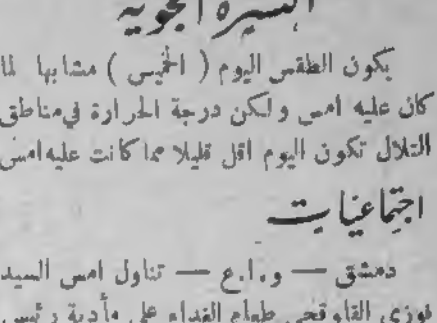 النشرة الجوية
يكون الطقس اليوم ( الخميس ) مشابها لما
كان عليه امس ولكن درجة الحرارة في مناطق
التلال تكون اليوم اقل قليلا مما كانت عليه امس
اجتماعيات
دمشق — و.ا.ع — تناول امس السيد
فوزي القاوقجي طعام الغداء على مأدبة رئيس